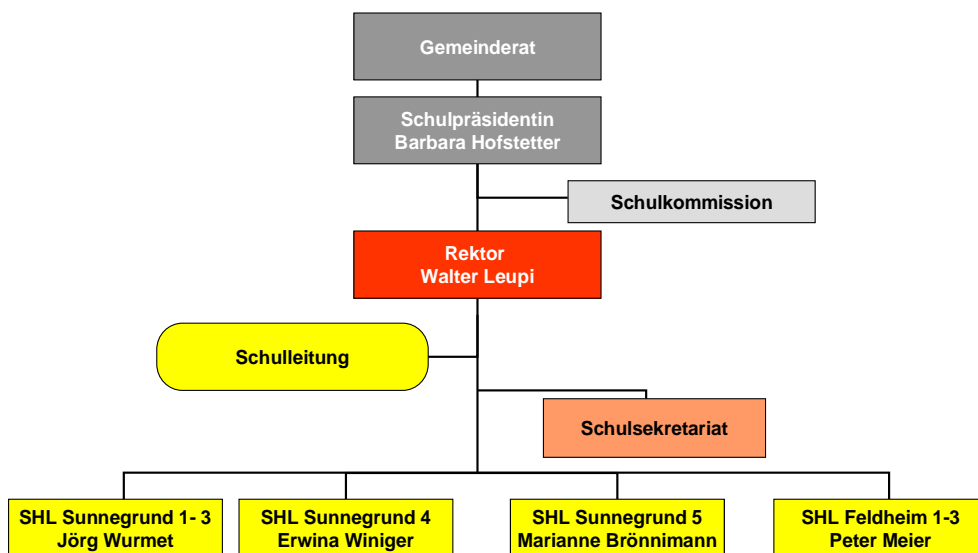 Gemeinderat
Schulpräsidentin
Barbara Hofstetter
Schulkommission
Rektor
Walter Leupi
Schulleitung
Schulsekretariat
SHL Sunnegrund 1- 3
Jörg Wurmet
SHL Sunnegrund 4
Erwina Winiger
SHL Sunnegrund 5
Marianne Brönnimann
SHL Feldheim 1-3
Peter Meier